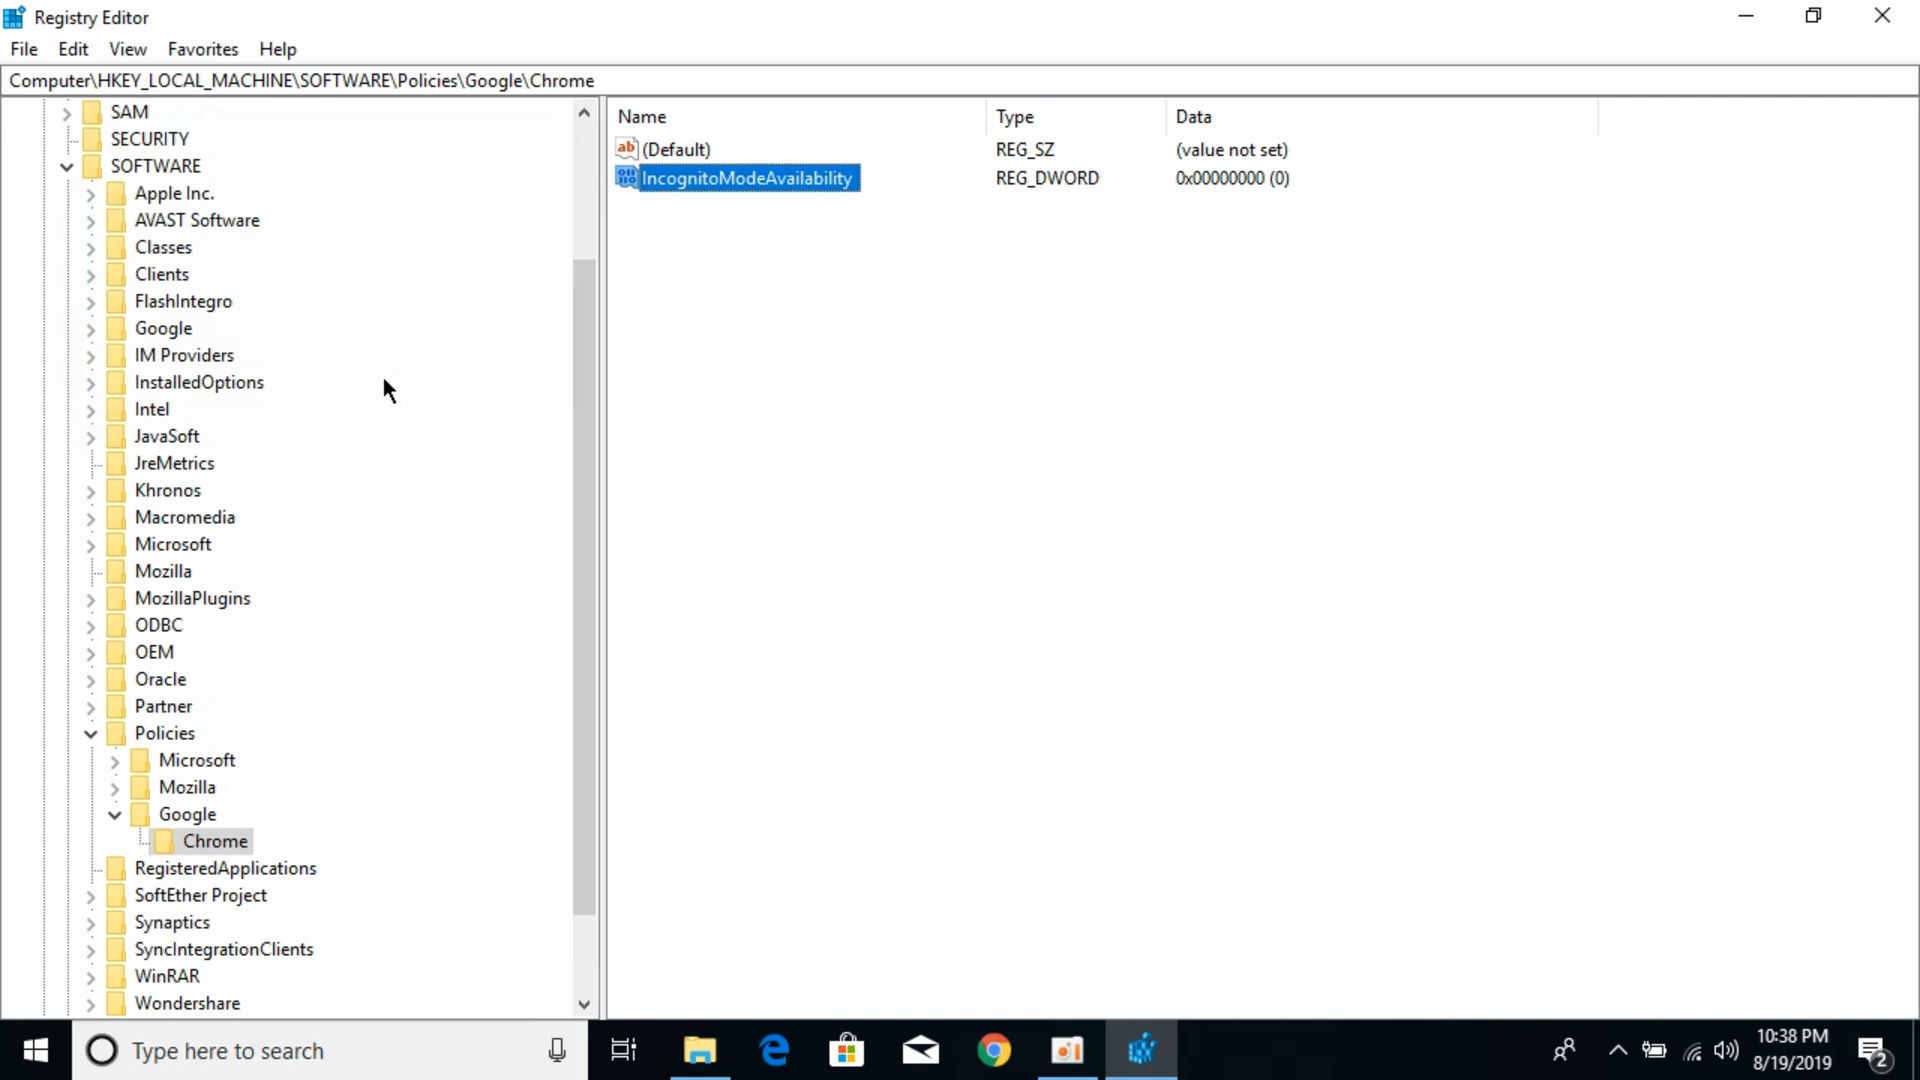 Registry Editor
File Edit View Favorites Help
Computer\HKEY_LOCAL_MACHINE\SOFTWARE\Policies\Google\Chrome
SAM
SECURITY
SOFTWARE
Apple Inc.
AVAST Software
Classes
Clients
FlashIntegro
Google
IM Providers
InstalledOptions
Intel
JavaSoft
JreMetrics
Khronos
Macromedia
Microsoft
Mozilla
MozillaPlugins
ODBC
OEM
Oracle
Partner
Policies
Microsoft
Mozilla
Google
Chrome
RegisteredApplications
SoftEther Project
Synaptics
SyncIntegrationClients
WinRAR
Wondershare
Name Type Data
ab (Default) REG_SZ (value not set)
IncognitoModeAvailability REG_DWORD 0x00000000 (0)
Type here to search
10:38 PM
8/19/2019
2